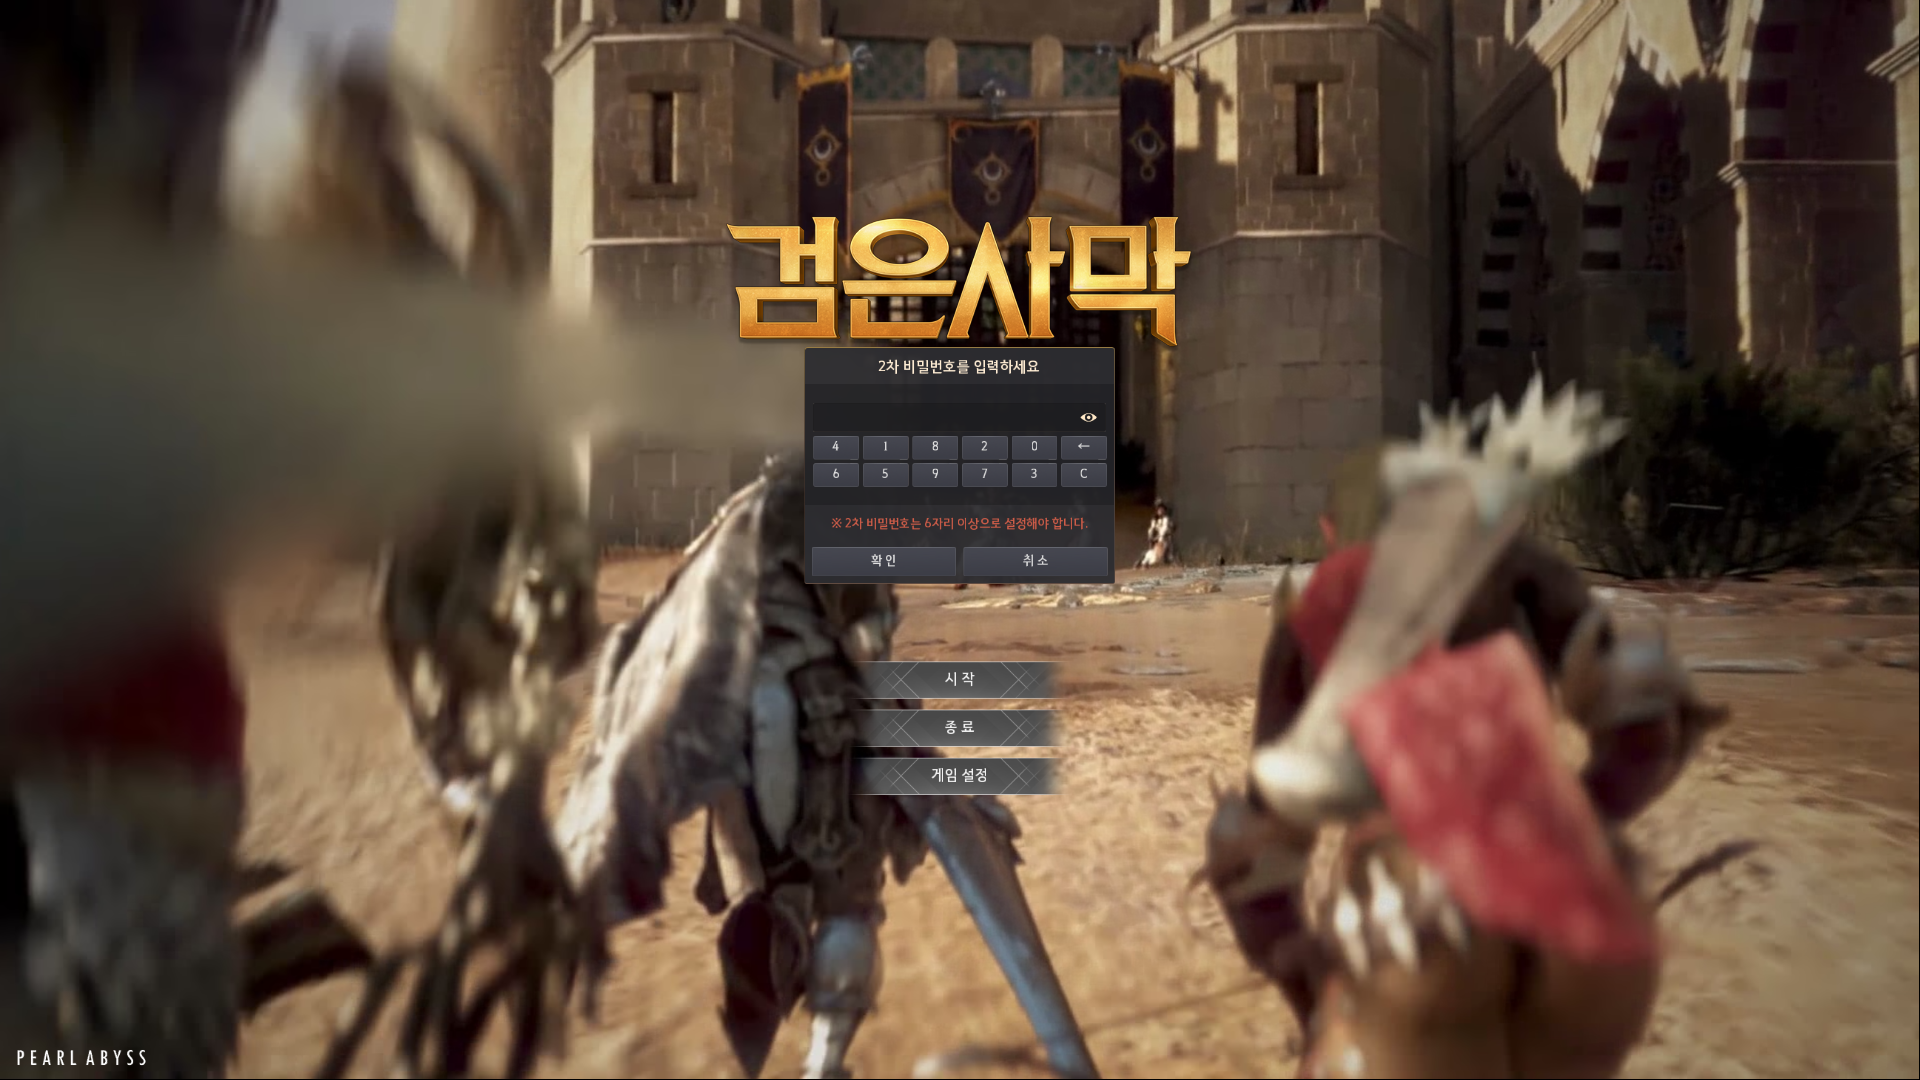 검은사막
2차 비밀번호를 입력하세요
4 1 8 2 0 ←
6 5 9 7 3 C
※ 2차 비밀번호는 6자리 이상으로 설정해야 합니다.
확인 취소
시작
종료
게임 설정
PEARL ABYSS